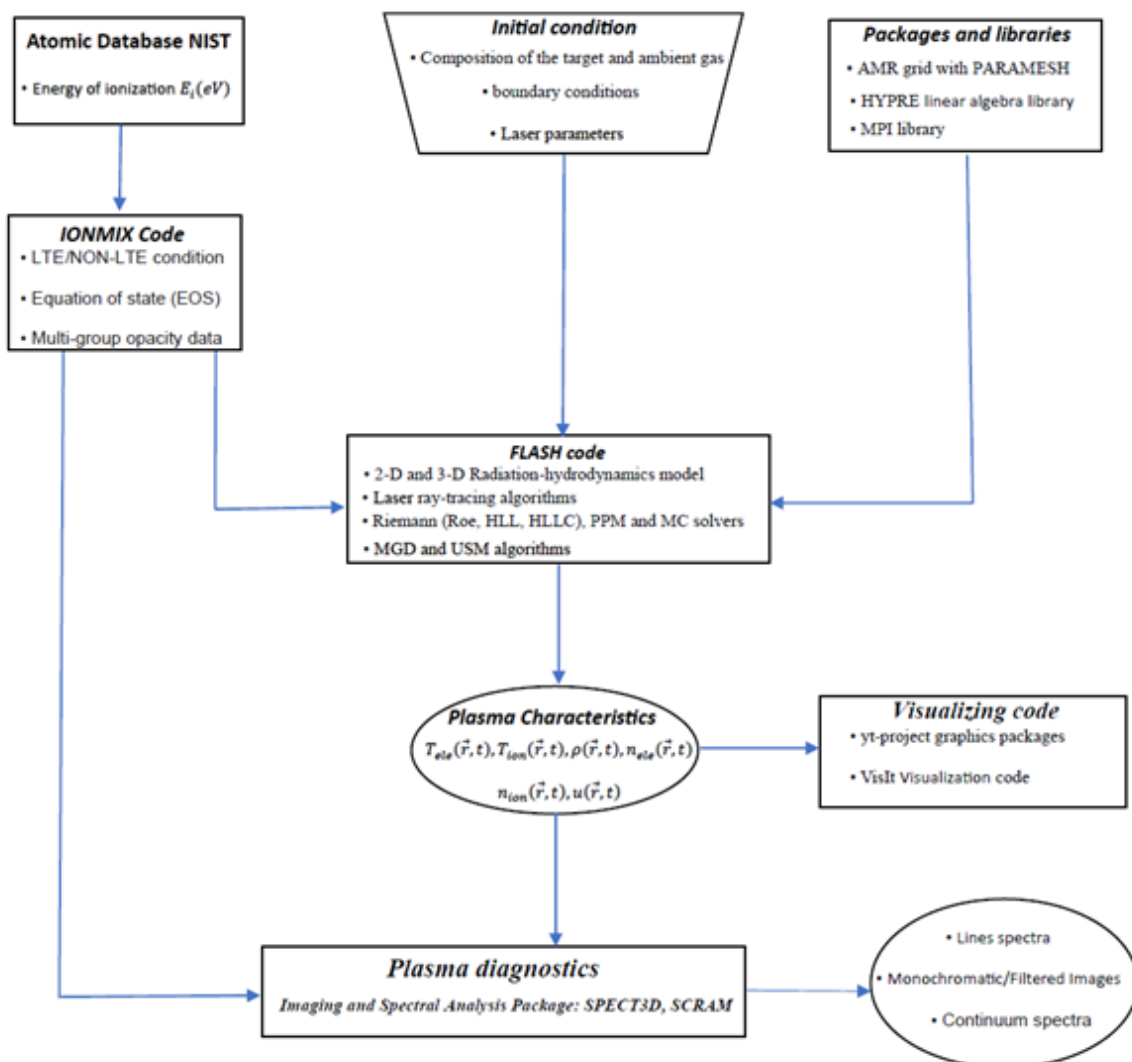 Atomic Database NIST
• Energy of ionization E_i(eV)
Initial condition
• Composition of the target and ambient gas
• boundary conditions
• Laser parameters
Packages and libraries
• AMR grid with PARAMESH
• HYPRE linear algebra library
• MPI library
IONMIX Code
• LTE/NON-LTE condition
• Equation of state (EOS)
• Multi-group opacity data
FLASH code
• 2-D and 3-D Radiation-hydrodynamics model
• Laser ray-tracing algorithms
• Riemann (Roe, HLL, HLLC), PPM and MC solvers
• MGD and USM algorithms
Plasma Characteristics
T_ele(r⃗,t), T_ion(r⃗,t), ρ(r⃗,t), n_ele(r⃗,t)
n_ion(r⃗,t), u(r⃗,t)
Visualizing code
• yt-project graphics packages
• VisIt Visualization code
Plasma diagnostics
Imaging and Spectral Analysis Package: SPECT3D, SCRAM
• Lines spectra
• Monochromatic/Filtered Images
• Continuum spectra